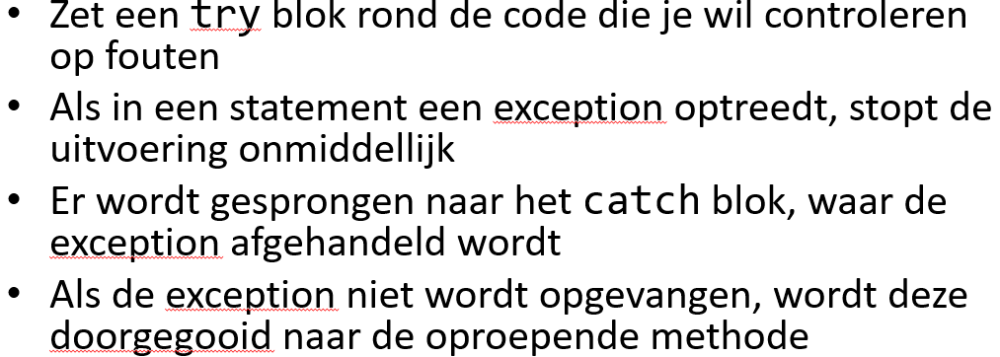 • Zet een try blok rond de code die je wil controleren
op fouten
• Als in een statement een exception optreedt, stopt de
uitvoering onmiddellijk
• Er wordt gesprongen naar het catch blok, waar de
exception afgehandeld wordt
• Als de exception niet wordt opgevangen, wordt deze
doorgegooid naar de oproepende methode